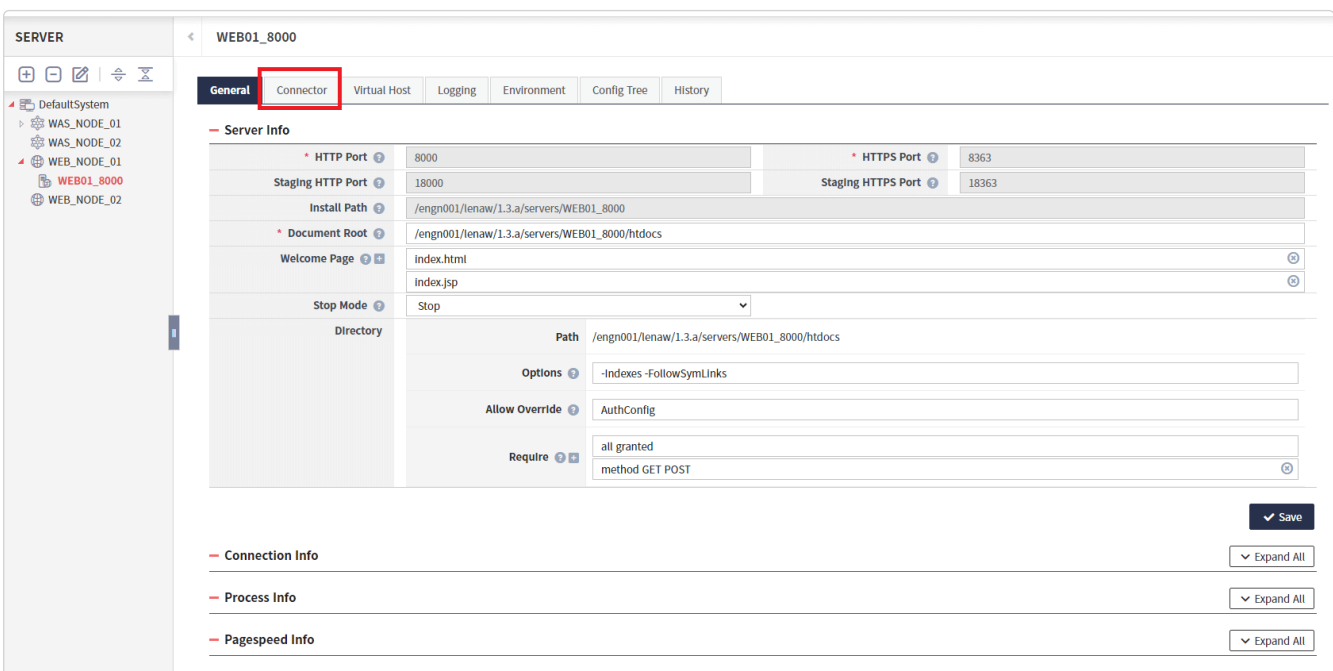 SERVER
WEB01_8000
DefaultSystem
WAS_NODE_01
WAS_NODE_02
WEB_NODE_01
WEB01_8000
WEB_NODE_02
General Connector Virtual Host Logging Environment Config Tree History
Server Info
* HTTP Port ? 8000 * HTTPS Port ? 8363
Staging HTTP Port ? 18000 Staging HTTPS Port ? 18363
Install Path ? /engn001/lenaw/1.3.a/servers/WEB01_8000
* Document Root ? /engn001/lenaw/1.3.a/servers/WEB01_8000/htdocs
Welcome Page ? + index.html
index.jsp
Stop Mode ? Stop
Directory Path /engn001/lenaw/1.3.a/servers/WEB01_8000/htdocs
Options ? -Indexes -FollowSymLinks
Allow Override ? AuthConfig
Require ? + all granted
method GET POST
Save
Connection Info Expand All
Process Info Expand All
Pagespeed Info Expand All